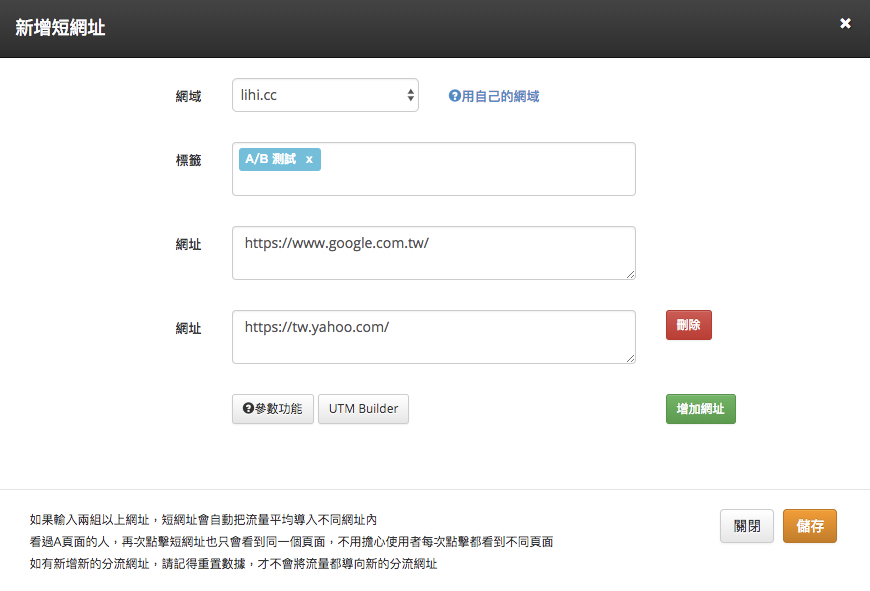 新增短網址
×
網域
lihi.cc
?用自己的網域
標籤
A/B 測試 x
網址
https://www.google.com.tw/
網址
https://tw.yahoo.com/
刪除
?參數功能
UTM Builder
增加網址
如果輸入兩組以上網址，短網址會自動把流量平均導入不同網址內
看過A頁面的人，再次點擊短網址也只會看到同一個頁面，不用擔心使用者每次點擊都看到不同頁面
如有新增新的分流網址，請記得重置數據，才不會將流量都導向新的分流網址
關閉
儲存